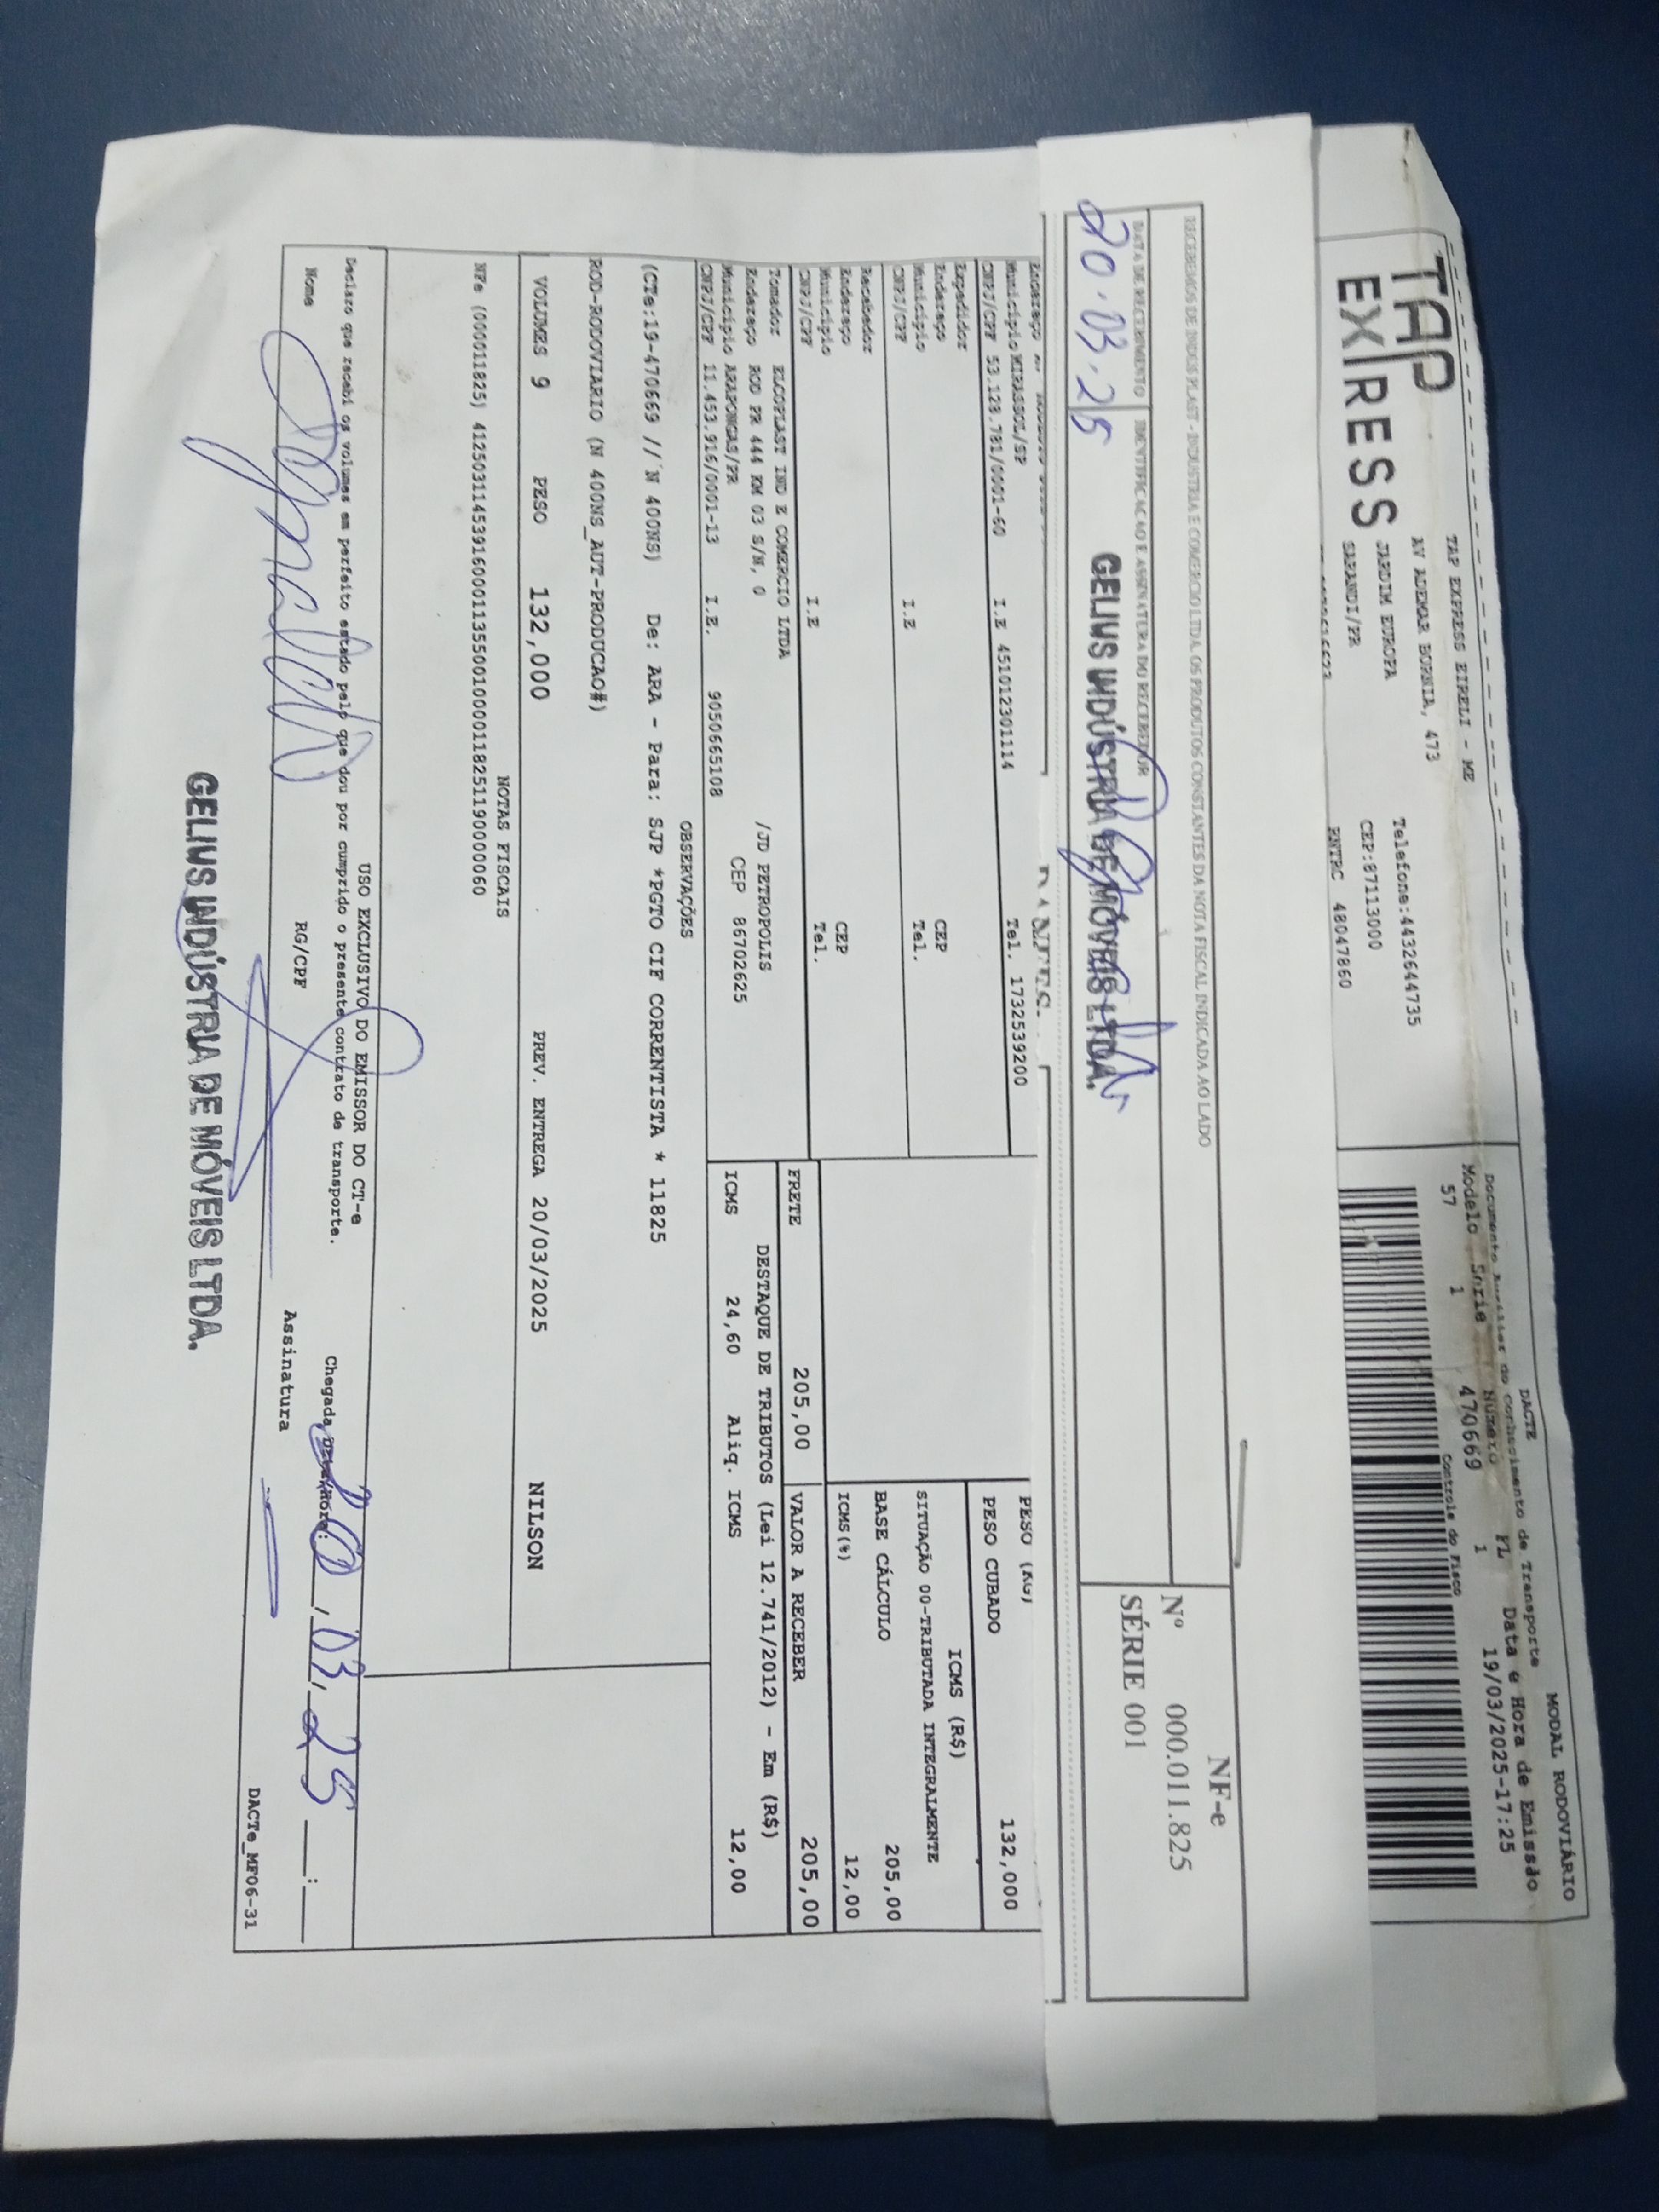 MODAL RODOVIÁRIO
DACTE
Documento Auxiliar do Conhecimento de Transporte
Modelo Série Número FL Data e Hora de Emissão
57 1 470669 1 19/03/2025-17:25
Controle do Fisco
TAP EXPRESS
TAP EXPRESS EIRELI - ME
AV ADEMAR BORNIA, 473
JARDIM EUROPA
SARANDI/PR
Telefone:4432644735
CEP:87113000
RNTRC 48047860
RECEBEMOS DE INDUS PLAST - INDUSTRIA E COMERCIO LTDA. OS PRODUTOS CONSTANTES DA NOTA FISCAL INDICADA AO LADO
DATA DE RECEBIMENTO IDENTIFICACAO E ASSINATURA DO RECEBEDOR
20.03.25
GELIUS INDÚSTRIA DE MÓVEIS LTDA.
NF-e
Nº 000.011.825
SÉRIE 001
Endereço
Município MIRASSOL/SP
CNPJ/CPF 53.128.781/0001-60 I.E 451012301114 Tel. 1732539200
Expedidor
Endereço CEP
Município Tel.
CNPJ/CPF I.E
Recebedor
Endereço CEP
Município Tel.
CNPJ/CPF I.E
Tomador ELCOPLAST IND E COMERCIO LTDA
Endereço ROD PR 444 KM 03 S/N, 0 /JD PETROPOLIS
Município ARAPONGAS/PR CEP 86702625
CNPJ/CPF 11.453.916/0001-13 I.E. 9050665108
PESO (KG)
PESO CUBADO 132,000
ICMS (R$)
SITUAÇÃO 00-TRIBUTADA INTEGRALMENTE
BASE CÁLCULO 205,00
ICMS(%) 12,00
FRETE 205,00 VALOR A RECEBER 205,00
DESTAQUE DE TRIBUTOS (Lei 12.741/2012) - Em (R$)
ICMS 24,60 Aliq. ICMS 12,00
OBSERVAÇÕES
(CTe:19-470669 // N 400NS) De: ARA - Para: SJP *PGTO CIF CORRENTISTA * 11825
ROD-RODOVIARIO (N 400NS_AUT-PRODUCAO#)
VOLUMES 9 PESO 132,000 PREV. ENTREGA 20/03/2025 NILSON
NOTAS FISCAIS
NFe (000011825) 41250311453916000113550010000118251190000060
USO EXCLUSIVO DO EMISSOR DO CT-e
Declaro que recebi os volumes em perfeito estado pelo que dou por cumprido o presente contrato de transporte.
Chegada Data/Hora: 20/03/25 __:__
Nome RG/CPF Assinatura
DACTe_MF06-31
GELIUS INDÚSTRIA DE MÓVEIS LTDA.